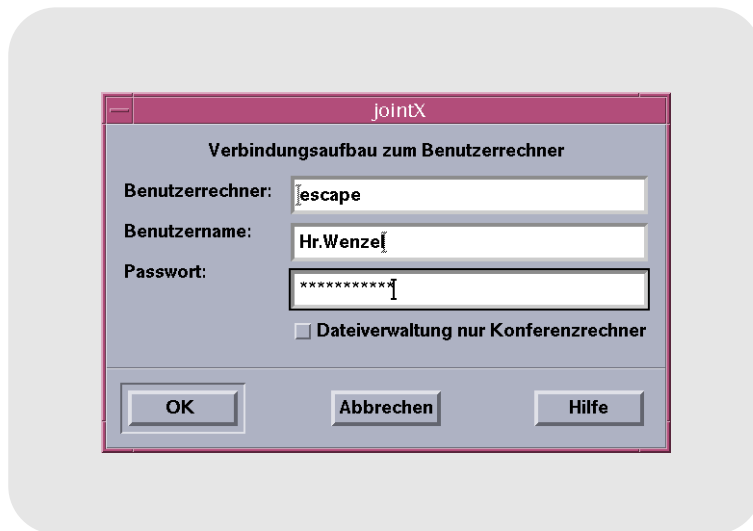 jointX
Verbindungsaufbau zum Benutzerrechner
Benutzerrechner: escape
Benutzername: Hr.Wenzel
Passwort: ***********
Dateiverwaltung nur Konferenzrechner
OK Abbrechen Hilfe